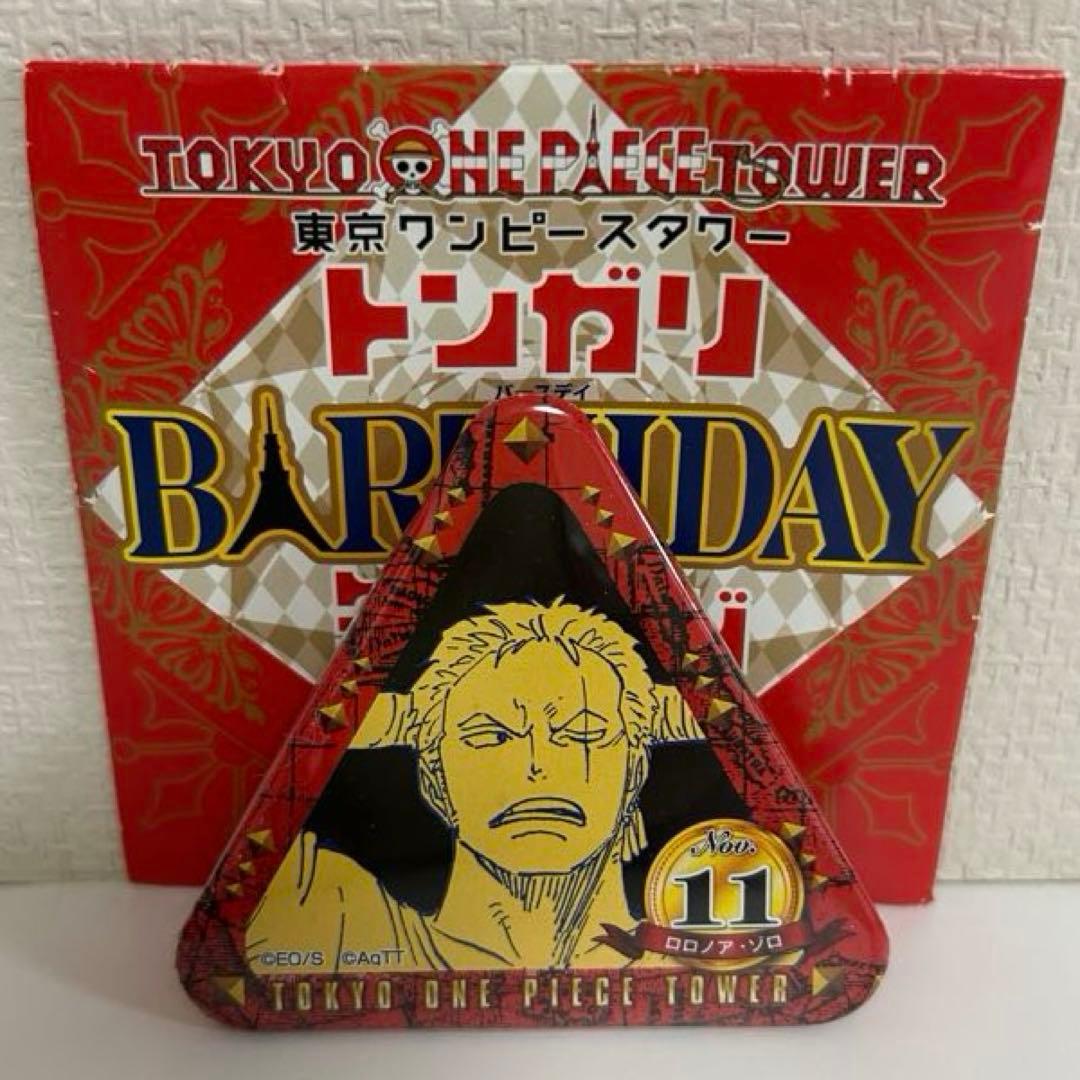 TOKYO ONE PIECE TOWER
東京ワンピースタワー
トンガリ
バースデイ
BARTHDAY
Nov.
11
ロロノア・ゾロ
©EO/S ©AqTT
TOKYO ONE PIECE TOWER